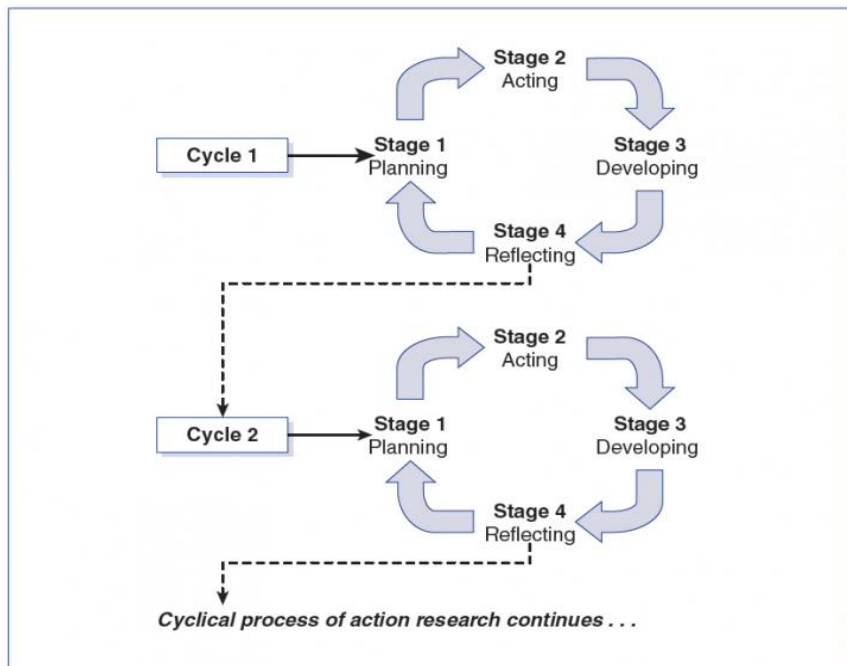 Stage 2
Acting
Cycle 1
Stage 1
Planning
Stage 3
Developing
Stage 4
Reflecting
Stage 2
Acting
Cycle 2
Stage 1
Planning
Stage 3
Developing
Stage 4
Reflecting
Cyclical process of action research continues . . .